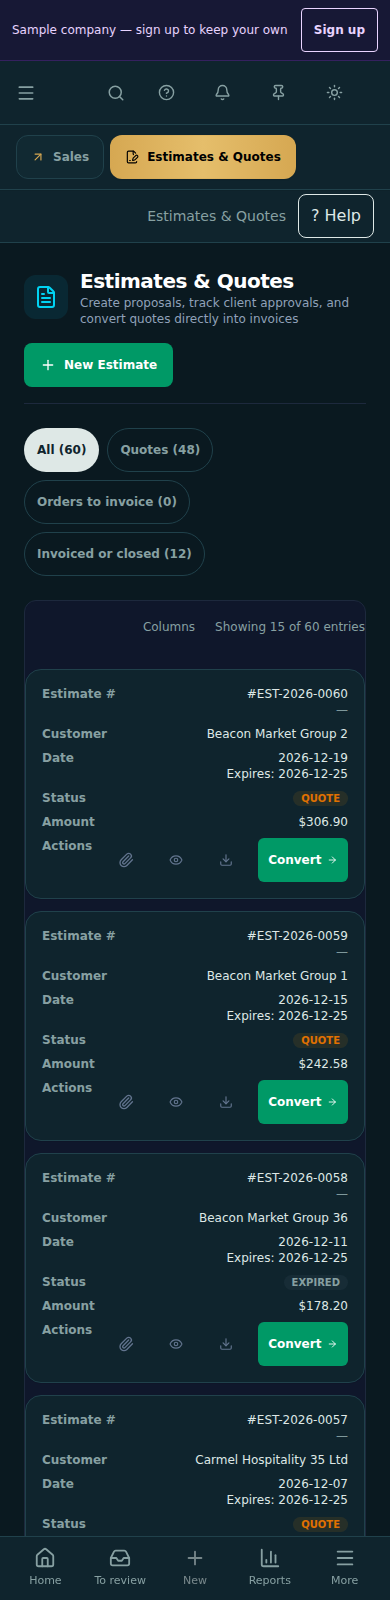 Sample company — sign up to keep your own
Sign up
Sales
Estimates & Quotes
Estimates & Quotes
? Help
Estimates & Quotes
Create proposals, track client approvals, and
convert quotes directly into invoices
New Estimate
All (60)
Quotes (48)
Orders to invoice (0)
Invoiced or closed (12)
Columns
Showing 15 of 60 entries
Estimate # #EST-2026-0060
—
Customer Beacon Market Group 2
Date 2026-12-19
Expires: 2026-12-25
Status QUOTE
Amount $306.90
Actions Convert →
Estimate # #EST-2026-0059
—
Customer Beacon Market Group 1
Date 2026-12-15
Expires: 2026-12-25
Status QUOTE
Amount $242.58
Actions Convert →
Estimate # #EST-2026-0058
—
Customer Beacon Market Group 36
Date 2026-12-11
Expires: 2026-12-25
Status EXPIRED
Amount $178.20
Actions Convert →
Estimate # #EST-2026-0057
—
Customer Carmel Hospitality 35 Ltd
Date 2026-12-07
Expires: 2026-12-25
Status QUOTE
Home
To review
New
Reports
More